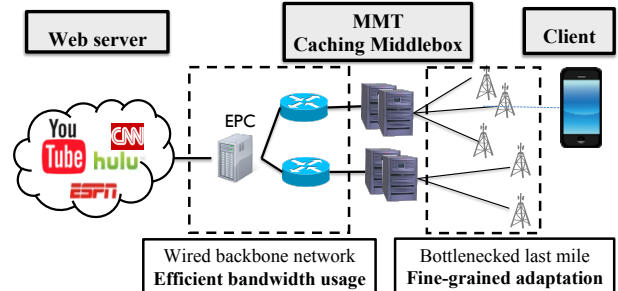 Web server
MMT
Caching Middlebox
Client
EPC
You
Tube
CNN
hulu
ESPN
Wired backbone network
Efficient bandwidth usage
Bottlenecked last mile
Fine-grained adaptation